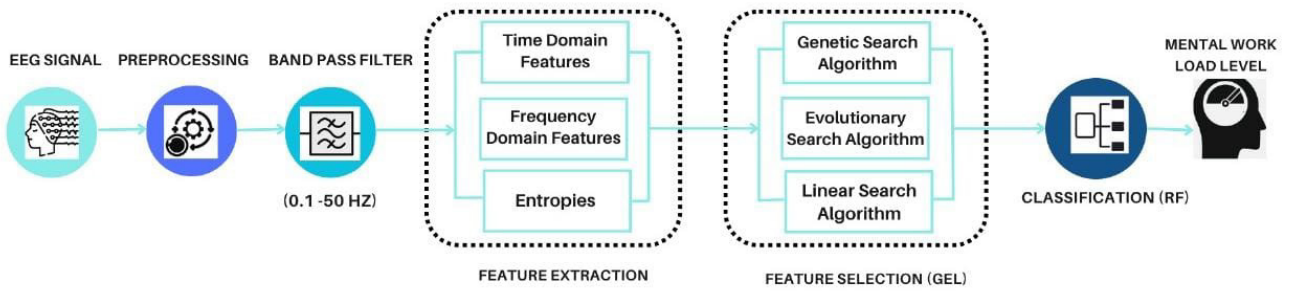 EEG SIGNAL
PREPROCESSING
BAND PASS FILTER
(0.1 -50 HZ)
Time Domain
Features
Frequency
Domain Features
Entropies
FEATURE EXTRACTION
Genetic Search
Algorithm
Evolutionary
Search Algorithm
Linear Search
Algorithm
FEATURE SELECTION (GEL)
CLASSIFICATION (RF)
MENTAL WORK
LOAD LEVEL